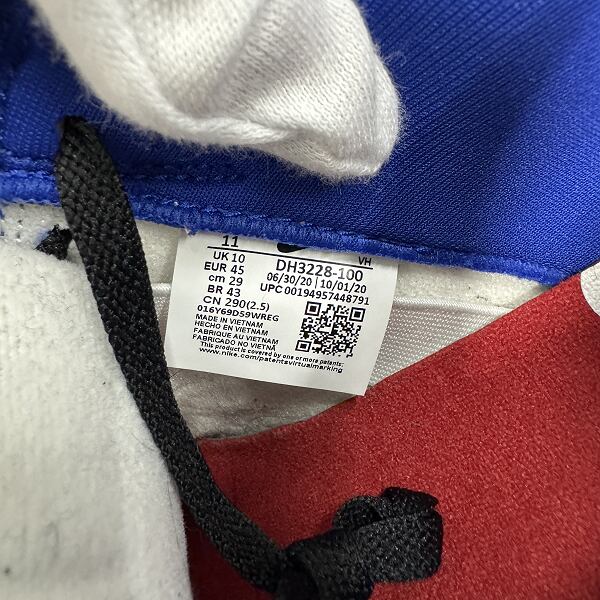 11
UK 10
EUR 45
cm 29
BR 43
CN 290(2.5)
016Y69D59WREG
VH
DH3228-100
06/30/20 | 10/01/20
UPC 00194957448791
MADE IN VIETNAM
HECHO EN VIETNAM
FABRIQUE AU VIETNAM
FABRICADO NO VIETNÃ
This product is covered by one or more patents:
www.nike.com/patentsvirtualmarking